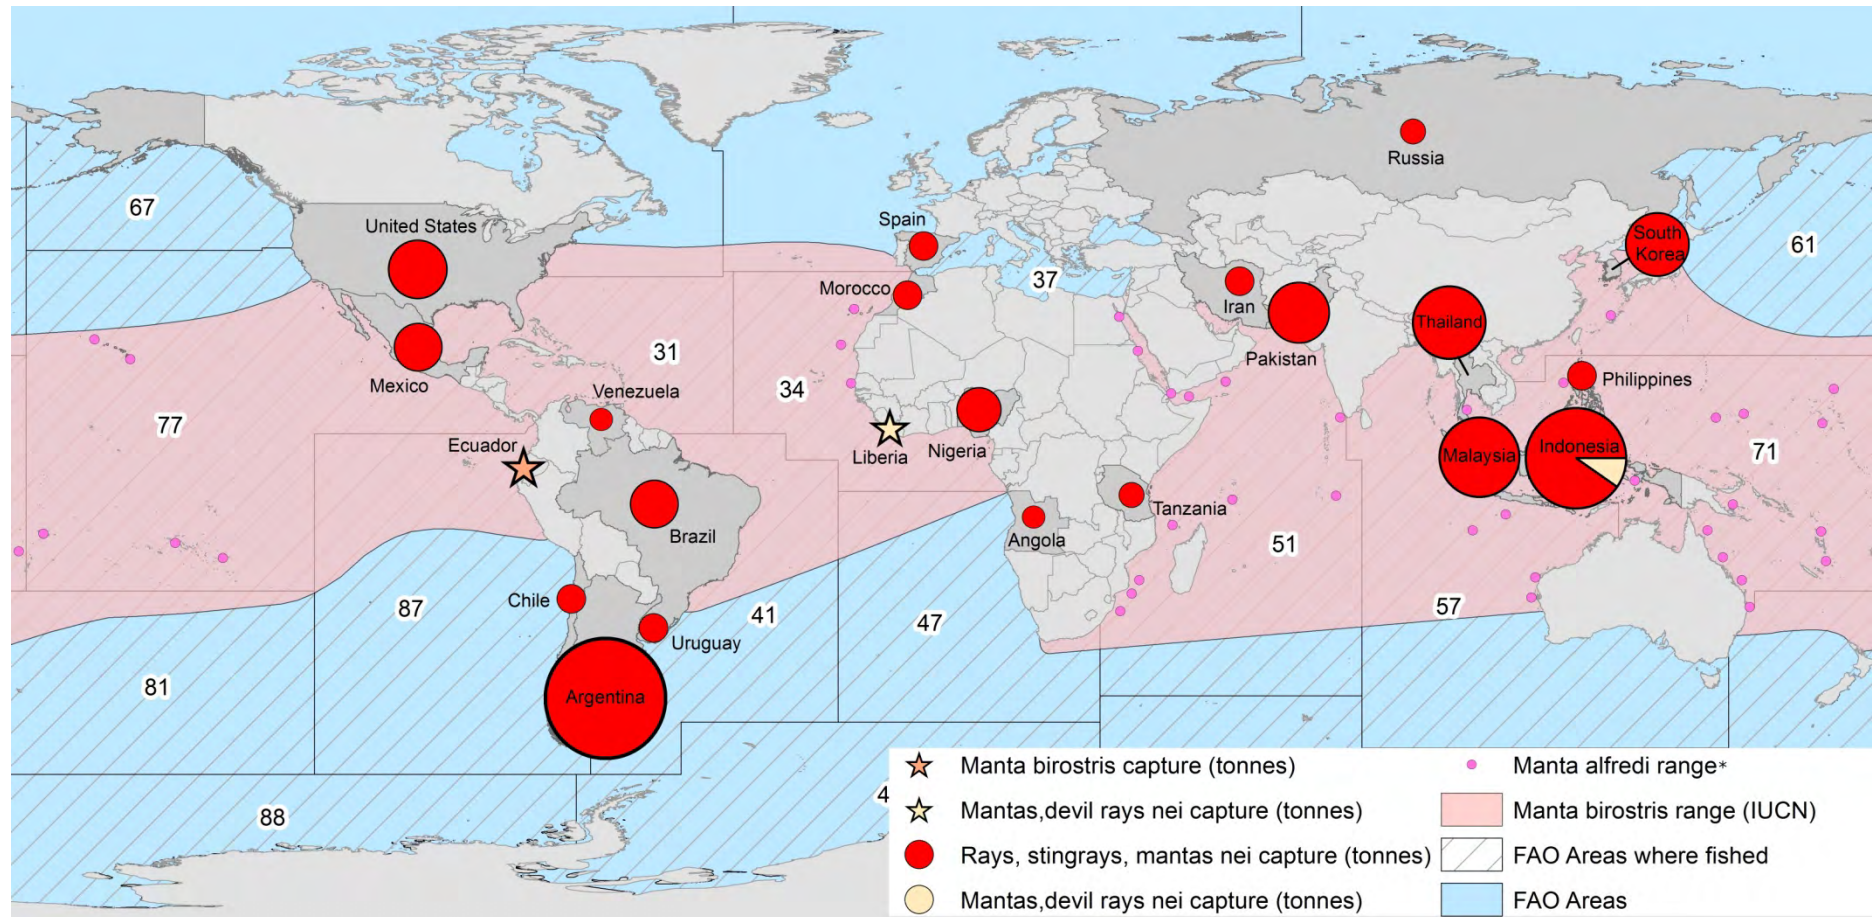 Russia
67
United States
Spain
South
Korea
61
37
Morocco
Iran
Thailand
Pakistan
31
Mexico
Philippines
Venezuela
34
77
Ecuador
Liberia
Nigeria
Malaysia
Indonesia
71
Brazil
Angola
Tanzania
51
Chile
87
41
47
57
Uruguay
81
Argentina
88
4
Manta birostris capture (tonnes)
Mantas,devil rays nei capture (tonnes)
Rays, stingrays, mantas nei capture (tonnes)
Mantas,devil rays nei capture (tonnes)
Manta alfredi range*
Manta birostris range (IUCN)
FAO Areas where fished
FAO Areas